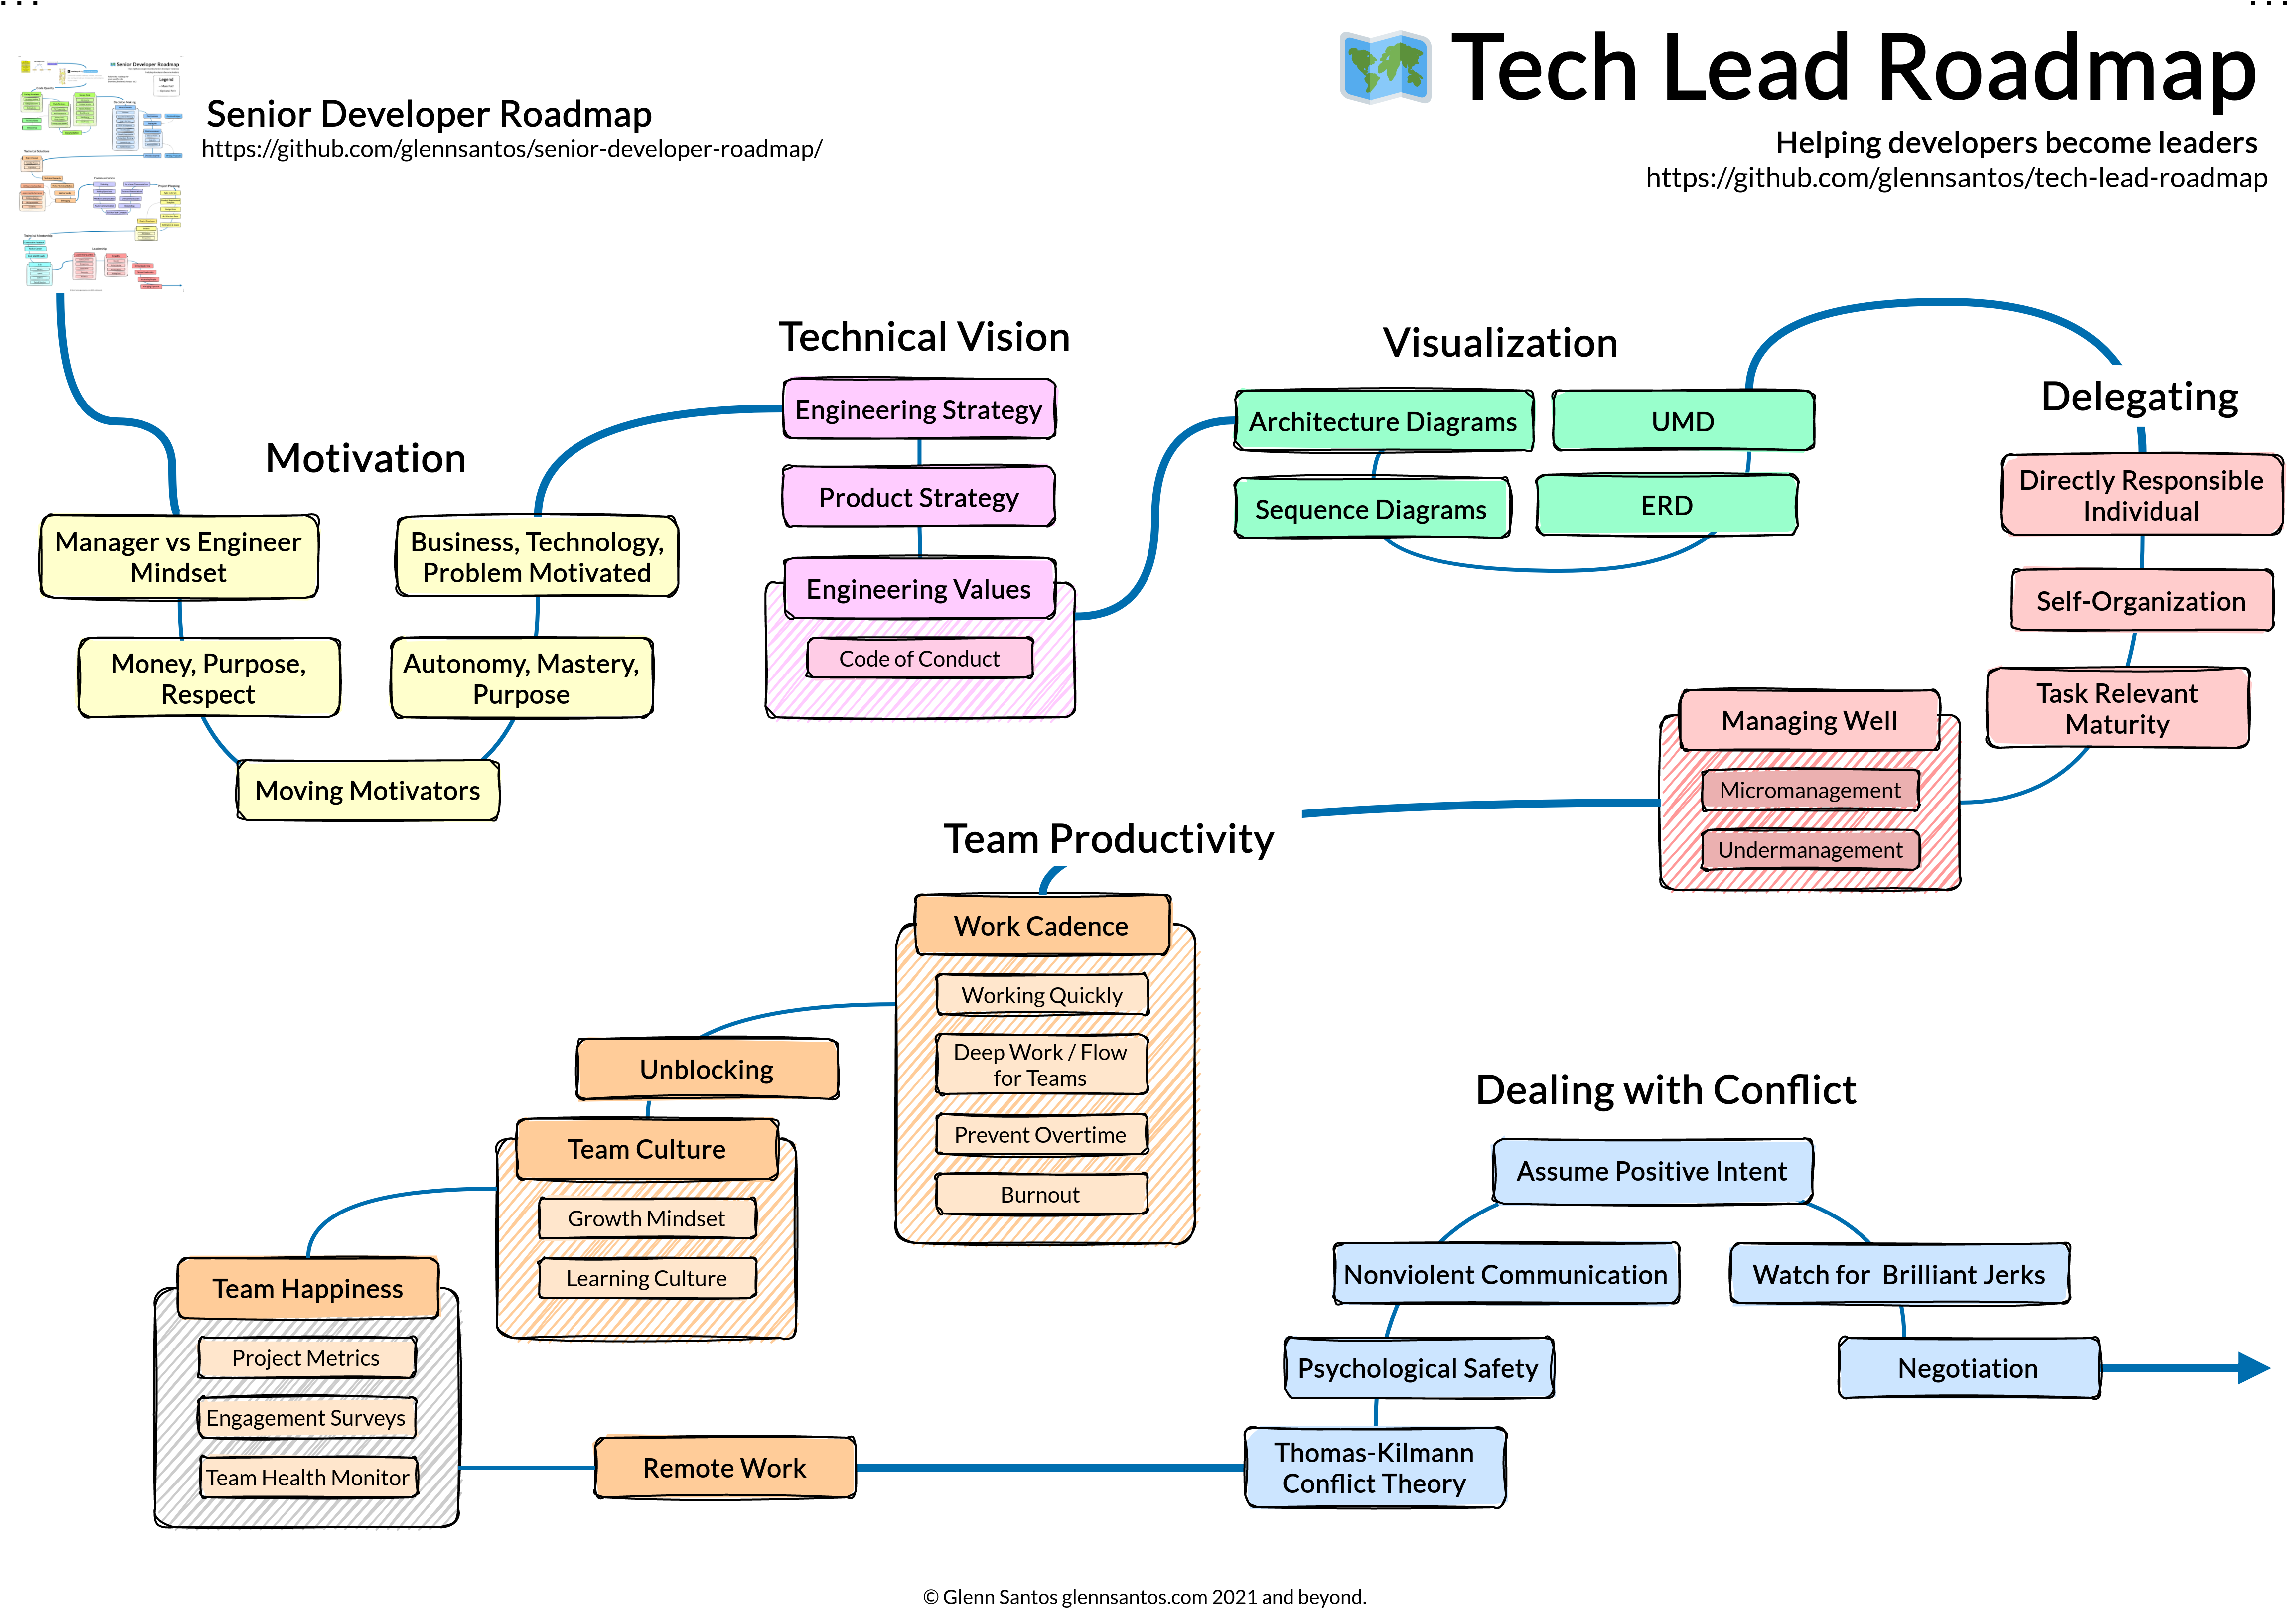 Tech Lead Roadmap
Helping developers become leaders
https://github.com/glennsantos/tech-lead-roadmap
Senior Developer Roadmap
Legend
Senior Developer Roadmap
https://github.com/glennsantos/senior-developer-roadmap/
Motivation
Manager vs Engineer
Mindset
Money, Purpose,
Respect
Moving Motivators
Autonomy, Mastery,
Purpose
Business, Technology,
Problem Motivated
Technical Vision
Engineering Strategy
Product Strategy
Engineering Values
Code of Conduct
Visualization
Architecture Diagrams
Sequence Diagrams
ERD
UMD
Delegating
Directly Responsible
Individual
Self-Organization
Task Relevant
Maturity
Managing Well
Micromanagement
Undermanagement
Team Productivity
Work Cadence
Working Quickly
Deep Work / Flow
for Teams
Prevent Overtime
Burnout
Unblocking
Team Culture
Growth Mindset
Learning Culture
Team Happiness
Project Metrics
Engagement Surveys
Team Health Monitor
Remote Work
Dealing with Conflict
Thomas-Kilmann
Conflict Theory
Psychological Safety
Nonviolent Communication
Assume Positive Intent
Watch for Brilliant Jerks
Negotiation
© Glenn Santos glennsantos.com 2021 and beyond.